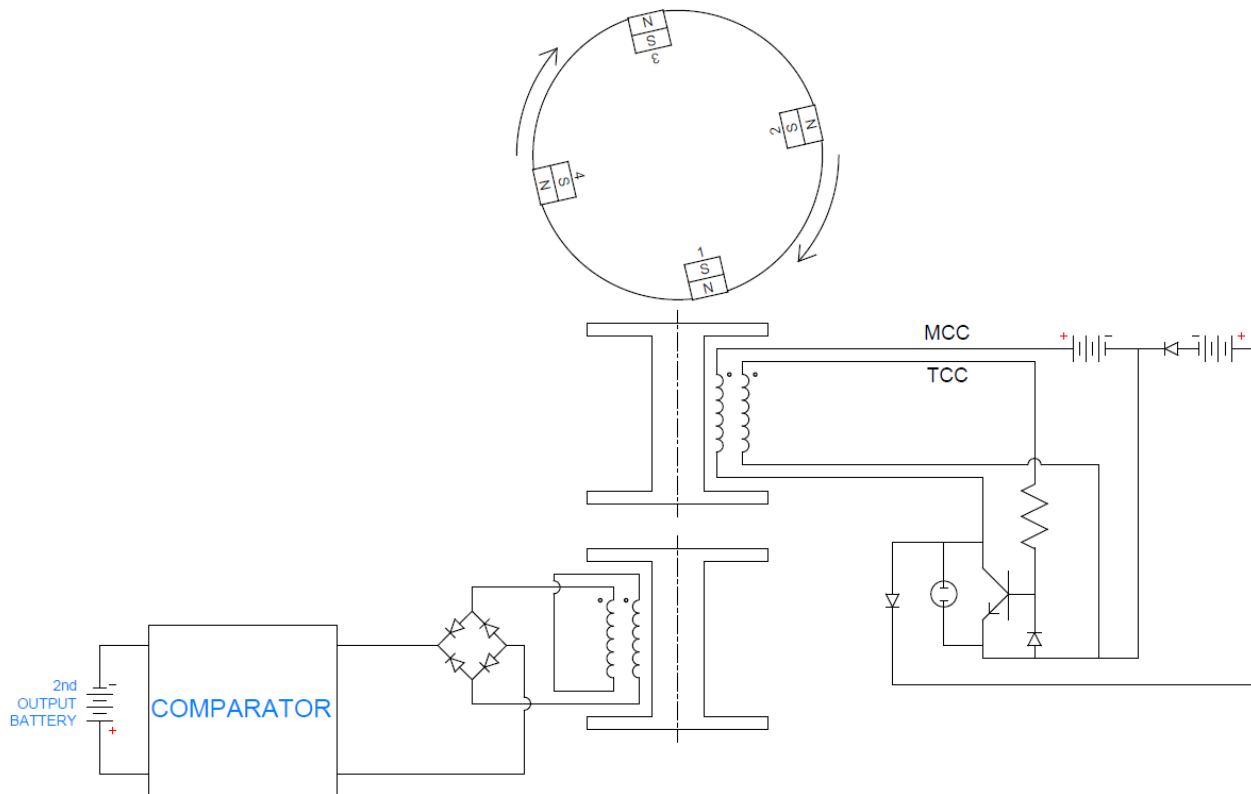 N
S
3
N
S
2
N
S
4
1
S
N
MCC
+
-
-
+
TCC
2nd
OUTPUT
BATTERY
-
+
COMPARATOR